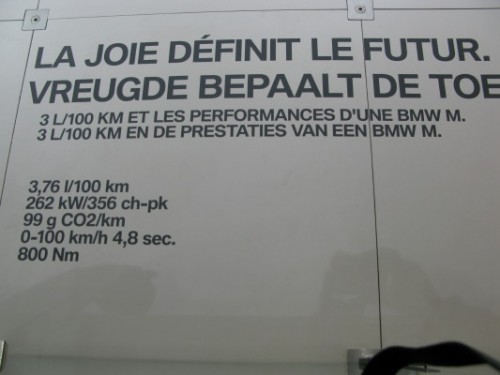 LA JOIE DÉFINIT LE FUTUR.
VREUGDE BEPAALT DE TOE
3 L/100 KM ET LES PERFORMANCES D'UNE BMW M.
3 L/100 KM EN DE PRESTATIES VAN EEN BMW M.
3,76 l/100 km
262 kW/356 ch-pk
99 g CO2/km
0-100 km/h 4,8 sec.
800 Nm